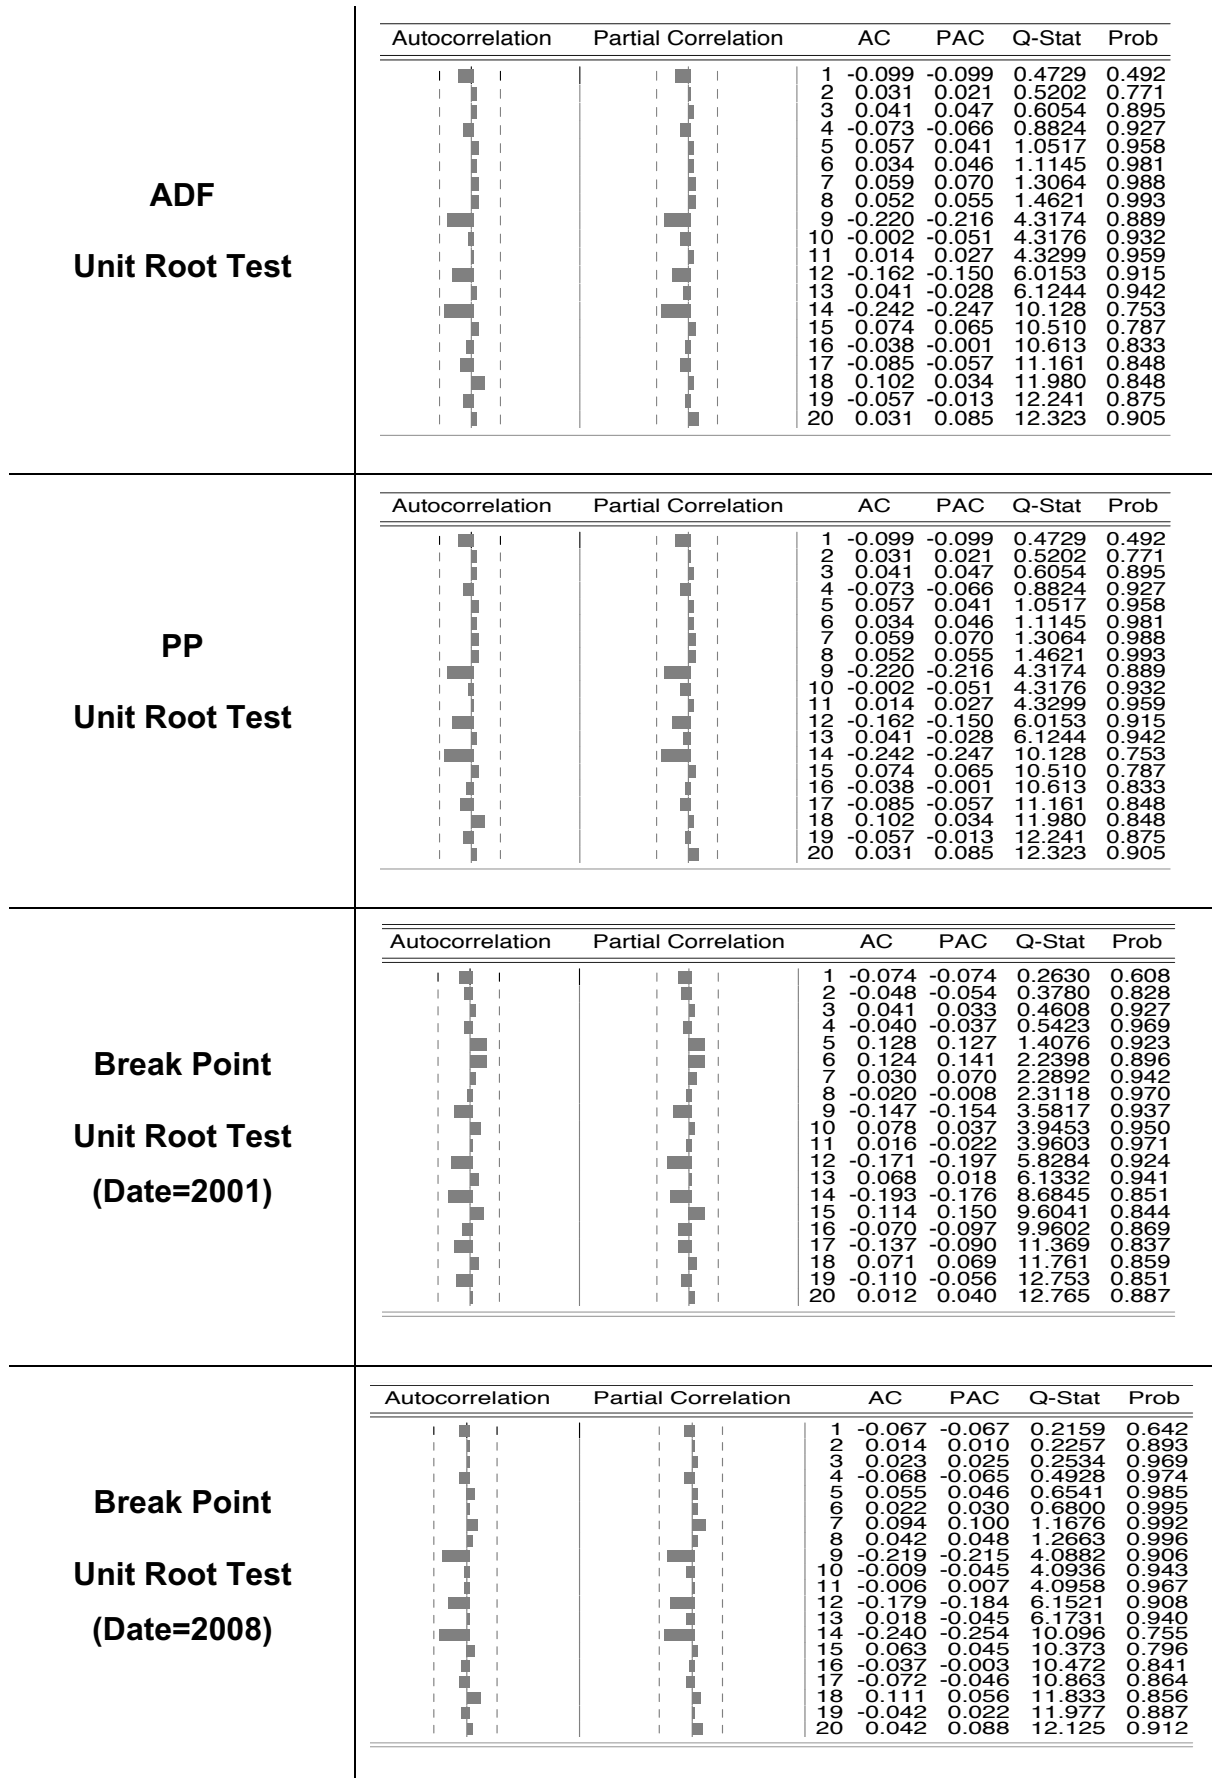 ADF
Unit Root Test
Autocorrelation Partial Correlation AC PAC Q-Stat Prob
1 -0.099 -0.099 0.4729 0.492
2 0.031 0.021 0.5202 0.771
3 0.041 0.047 0.6054 0.895
4 -0.073 -0.066 0.8824 0.927
5 0.057 0.041 1.0517 0.958
6 0.034 0.046 1.1145 0.981
7 0.059 0.070 1.3064 0.988
8 0.052 0.055 1.4621 0.993
9 -0.220 -0.216 4.3174 0.889
10 -0.002 -0.051 4.3176 0.932
11 0.014 0.027 4.3299 0.959
12 -0.162 -0.150 6.0153 0.915
13 0.041 -0.028 6.1244 0.942
14 -0.242 -0.247 10.128 0.753
15 0.074 0.065 10.510 0.787
16 -0.038 -0.001 10.613 0.833
17 -0.085 -0.057 11.161 0.848
18 0.102 0.034 11.980 0.848
19 -0.057 -0.013 12.241 0.875
20 0.031 0.085 12.323 0.905
PP
Unit Root Test
Autocorrelation Partial Correlation AC PAC Q-Stat Prob
1 -0.099 -0.099 0.4729 0.492
2 0.031 0.021 0.5202 0.771
3 0.041 0.047 0.6054 0.895
4 -0.073 -0.066 0.8824 0.927
5 0.057 0.041 1.0517 0.958
6 0.034 0.046 1.1145 0.981
7 0.059 0.070 1.3064 0.988
8 0.052 0.055 1.4621 0.993
9 -0.220 -0.216 4.3174 0.889
10 -0.002 -0.051 4.3176 0.932
11 0.014 0.027 4.3299 0.959
12 -0.162 -0.150 6.0153 0.915
13 0.041 -0.028 6.1244 0.942
14 -0.242 -0.247 10.128 0.753
15 0.074 0.065 10.510 0.787
16 -0.038 -0.001 10.613 0.833
17 -0.085 -0.057 11.161 0.848
18 0.102 0.034 11.980 0.848
19 -0.057 -0.013 12.241 0.875
20 0.031 0.085 12.323 0.905
Break Point
Unit Root Test
(Date=2001)
Autocorrelation Partial Correlation AC PAC Q-Stat Prob
1 -0.074 -0.074 0.2630 0.608
2 -0.048 -0.054 0.3780 0.828
3 0.041 0.033 0.4608 0.927
4 -0.040 -0.037 0.5423 0.969
5 0.128 0.127 1.4076 0.923
6 0.124 0.141 2.2398 0.896
7 0.030 0.070 2.2892 0.942
8 -0.020 -0.008 2.3118 0.970
9 -0.147 -0.154 3.5817 0.937
10 0.078 0.037 3.9453 0.950
11 0.016 -0.022 3.9603 0.971
12 -0.171 -0.197 5.8284 0.924
13 0.068 0.018 6.1332 0.941
14 -0.193 -0.176 8.6845 0.851
15 0.114 0.150 9.6041 0.844
16 -0.070 -0.097 9.9602 0.869
17 -0.137 -0.090 11.369 0.837
18 0.071 0.069 11.761 0.859
19 -0.110 -0.056 12.753 0.851
20 0.012 0.040 12.765 0.887
Break Point
Unit Root Test
(Date=2008)
Autocorrelation Partial Correlation AC PAC Q-Stat Prob
1 -0.067 -0.067 0.2159 0.642
2 0.014 0.010 0.2257 0.893
3 0.023 0.025 0.2534 0.969
4 -0.068 -0.065 0.4928 0.974
5 0.055 0.046 0.6541 0.985
6 0.022 0.030 0.6800 0.995
7 0.094 0.100 1.1676 0.992
8 0.042 0.048 1.2663 0.996
9 -0.219 -0.215 4.0882 0.906
10 -0.009 -0.045 4.0936 0.943
11 -0.006 0.007 4.0958 0.967
12 -0.179 -0.184 6.1521 0.908
13 0.018 -0.045 6.1731 0.940
14 -0.240 -0.254 10.096 0.755
15 0.063 0.045 10.373 0.796
16 -0.037 -0.003 10.472 0.841
17 -0.072 -0.046 10.863 0.864
18 0.111 0.056 11.833 0.856
19 -0.042 0.022 11.977 0.887
20 0.042 0.088 12.125 0.912